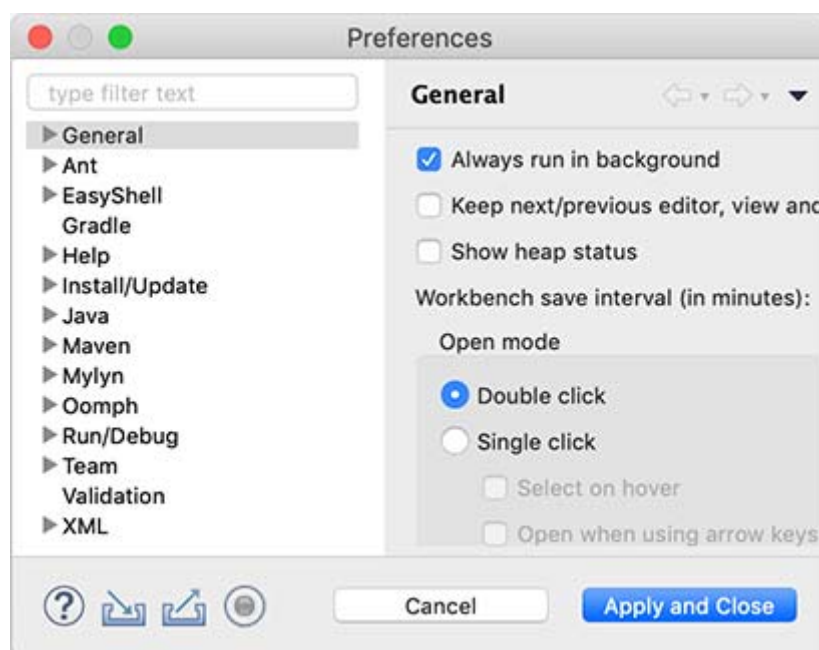 Preferences
type filter text
General
Ant
EasyShell
Gradle
Help
Install/Update
Java
Maven
Mylyn
Oomph
Run/Debug
Team
Validation
XML
General
Always run in background
Keep next/previous editor, view and
Show heap status
Workbench save interval (in minutes):
Open mode
Double click
Single click
Select on hover
Open when using arrow keys
?
Cancel
Apply and Close